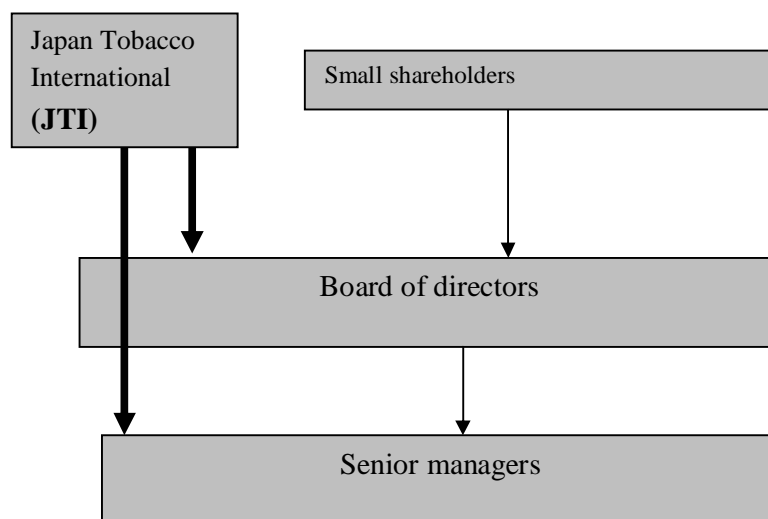 Japan Tobacco
International
(JTI)
Small shareholders
Board of directors
Senior managers